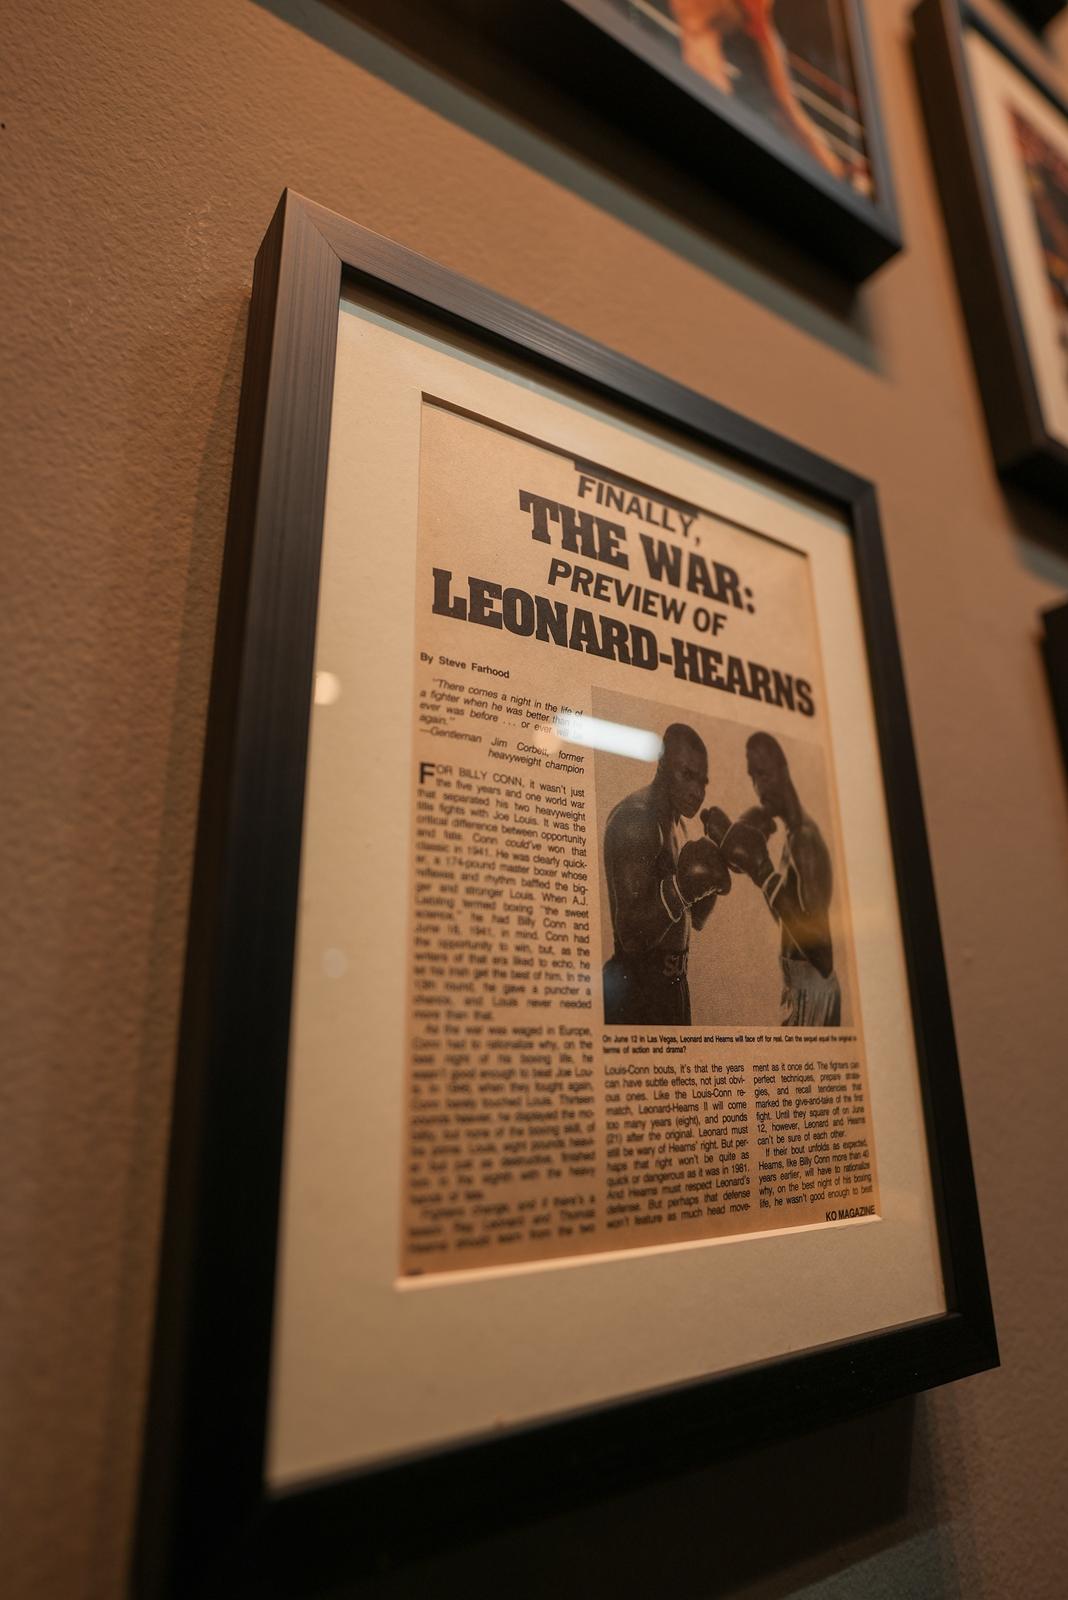 FINALLY,
THE WAR:
PREVIEW OF
LEONARD-HEARNS
By Steve Farhood
"There comes a night in the life of
a fighter when he was better than he
ever was before . . . or ever will be
again."
—Gentleman Jim Corbett, former
heavyweight champion
FOR BILLY CONN, it wasn't just
the five years and one world war
that separated his two heavyweight
title fights with Joe Louis. It was the
critical difference between opportunity
and fate. Conn could've won that
classic in 1941. He was clearly quick-
er, a 174-pound master boxer whose
reflexes and rhythm baffled the big-
ger and stronger Louis. When A.J.
Liebling termed boxing "the sweet
science," he had Billy Conn and
June 18, 1941, in mind. Conn had
the opportunity to win, but, as the
writers of that era liked to echo, he
let his Irish get the best of him. In the
13th round, he gave a puncher a
chance, and Louis never needed
more than that.
As the war was waged in Europe,
Conn had to rationalize why, on the
best night of his boxing life, he
wasn't good enough to beat Joe Lou-
is. In 1946, when they fought again,
Conn barely touched Louis. Thirteen
pounds heavier, he displayed the mo-
but none of the boxing skill, of
his prime. Louis, eight pounds heavi-
er but just as destructive, finished
him in the eighth with the heavy
hands of fate.
Fighters change, and if there's a
lesson Ray Leonard and Thomas
Hearns should learn from the two
On June 12 in Las Vegas, Leonard and Hearns will face off for real. Can the sequel equal the original in
terms of action and drama?
Louis-Conn bouts, it's that the years
can have subtle effects, not just obvi-
ous ones. Like the Louis-Conn re-
match, Leonard-Hearns II will come
too many years (eight), and pounds
(21) after the original. Leonard must
still be wary of Hearns' right. But per-
haps that right won't be quite as
quick or dangerous as it was in 1981.
And Hearns must respect Leonard's
defense. But perhaps that defense
won't feature as much head move-
ment as it once did. The fighters can
perfect techniques, prepare strate-
gies, and recall tendencies that
marked the give-and-take of the first
fight. Until they square off on June
12, however, Leonard and Hearns
can't be sure of each other.
If their bout unfolds as expected,
Hearns, like Billy Conn more than 40
years earlier, will have to rationalize
why, on the best night of his boxing
life, he wasn't good enough to beat
KO MAGAZINE